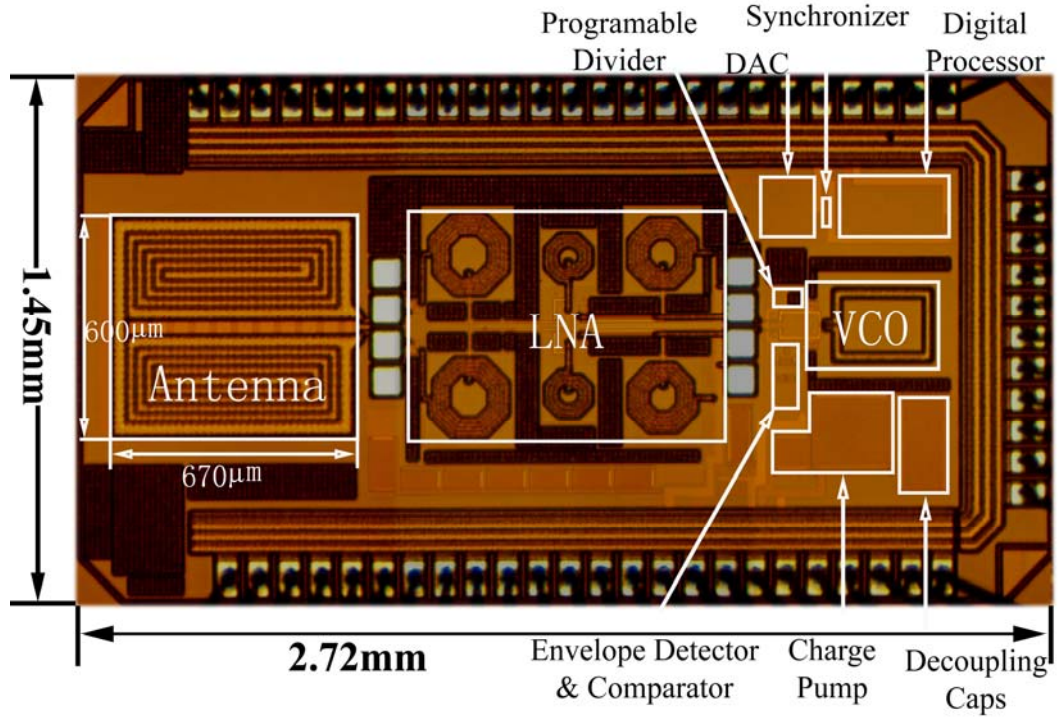 Programable
Divider
DAC
Synchronizer
Digital
Processor
1.45mm
600μm
Antenna
670μm
LNA
VCO
2.72mm
Envelope Detector
& Comparator
Charge
Pump
Decoupling
Caps